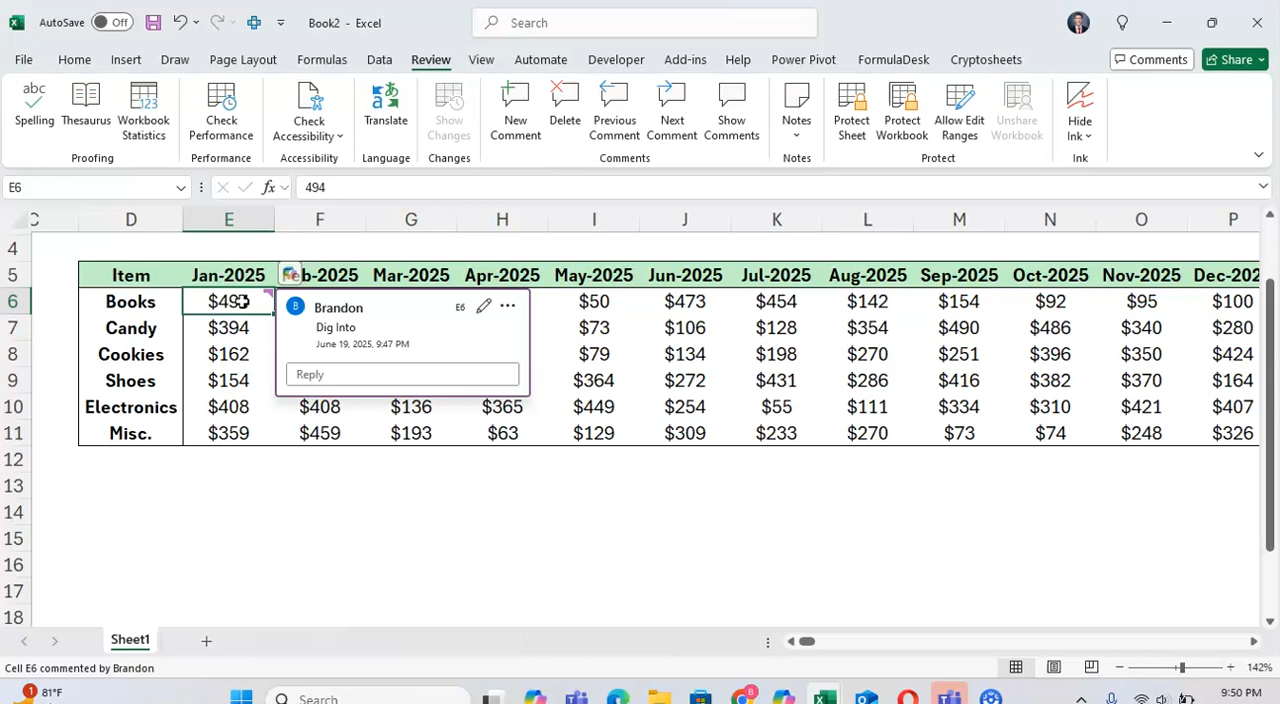 AutoSave Off Book2 - Excel Search
File Home Insert Draw Page Layout Formulas Data Review View Automate Developer Add-ins Help Power Pivot FormulaDesk Cryptosheets Comments Share
abc 123
Spelling Thesaurus Workbook Statistics Check Performance Check Accessibility Translate Show Changes New Comment Delete Previous Comment Next Comment Show Comments Notes Protect Sheet Protect Workbook Allow Edit Ranges Unshare Workbook Hide Ink
Proofing Performance Accessibility Language Changes Comments Notes Protect Ink
E6 fx 494
C D E F G H I J K L M N O P
4
5 Item Jan-2025 b-2025 Mar-2025 Apr-2025 May-2025 Jun-2025 Jul-2025 Aug-2025 Sep-2025 Oct-2025 Nov-2025 Dec-202
6 Books $49 $50 $473 $454 $142 $154 $92 $95 $100
B Brandon E6
Dig Into
June 19, 2025, 9:47 PM
Reply
7 Candy $394 $73 $106 $128 $354 $490 $486 $340 $280
8 Cookies $162 $79 $134 $198 $270 $251 $396 $350 $424
9 Shoes $154 $364 $272 $431 $286 $416 $382 $370 $164
10 Electronics $408 $408 $136 $365 $449 $254 $55 $111 $334 $310 $421 $407
11 Misc. $359 $459 $193 $63 $129 $309 $233 $270 $73 $74 $248 $326
12
13
14
15
16
17
18
Sheet1
Cell E6 commented by Brandon 142%
1 81°F Search 8 9:50 PM